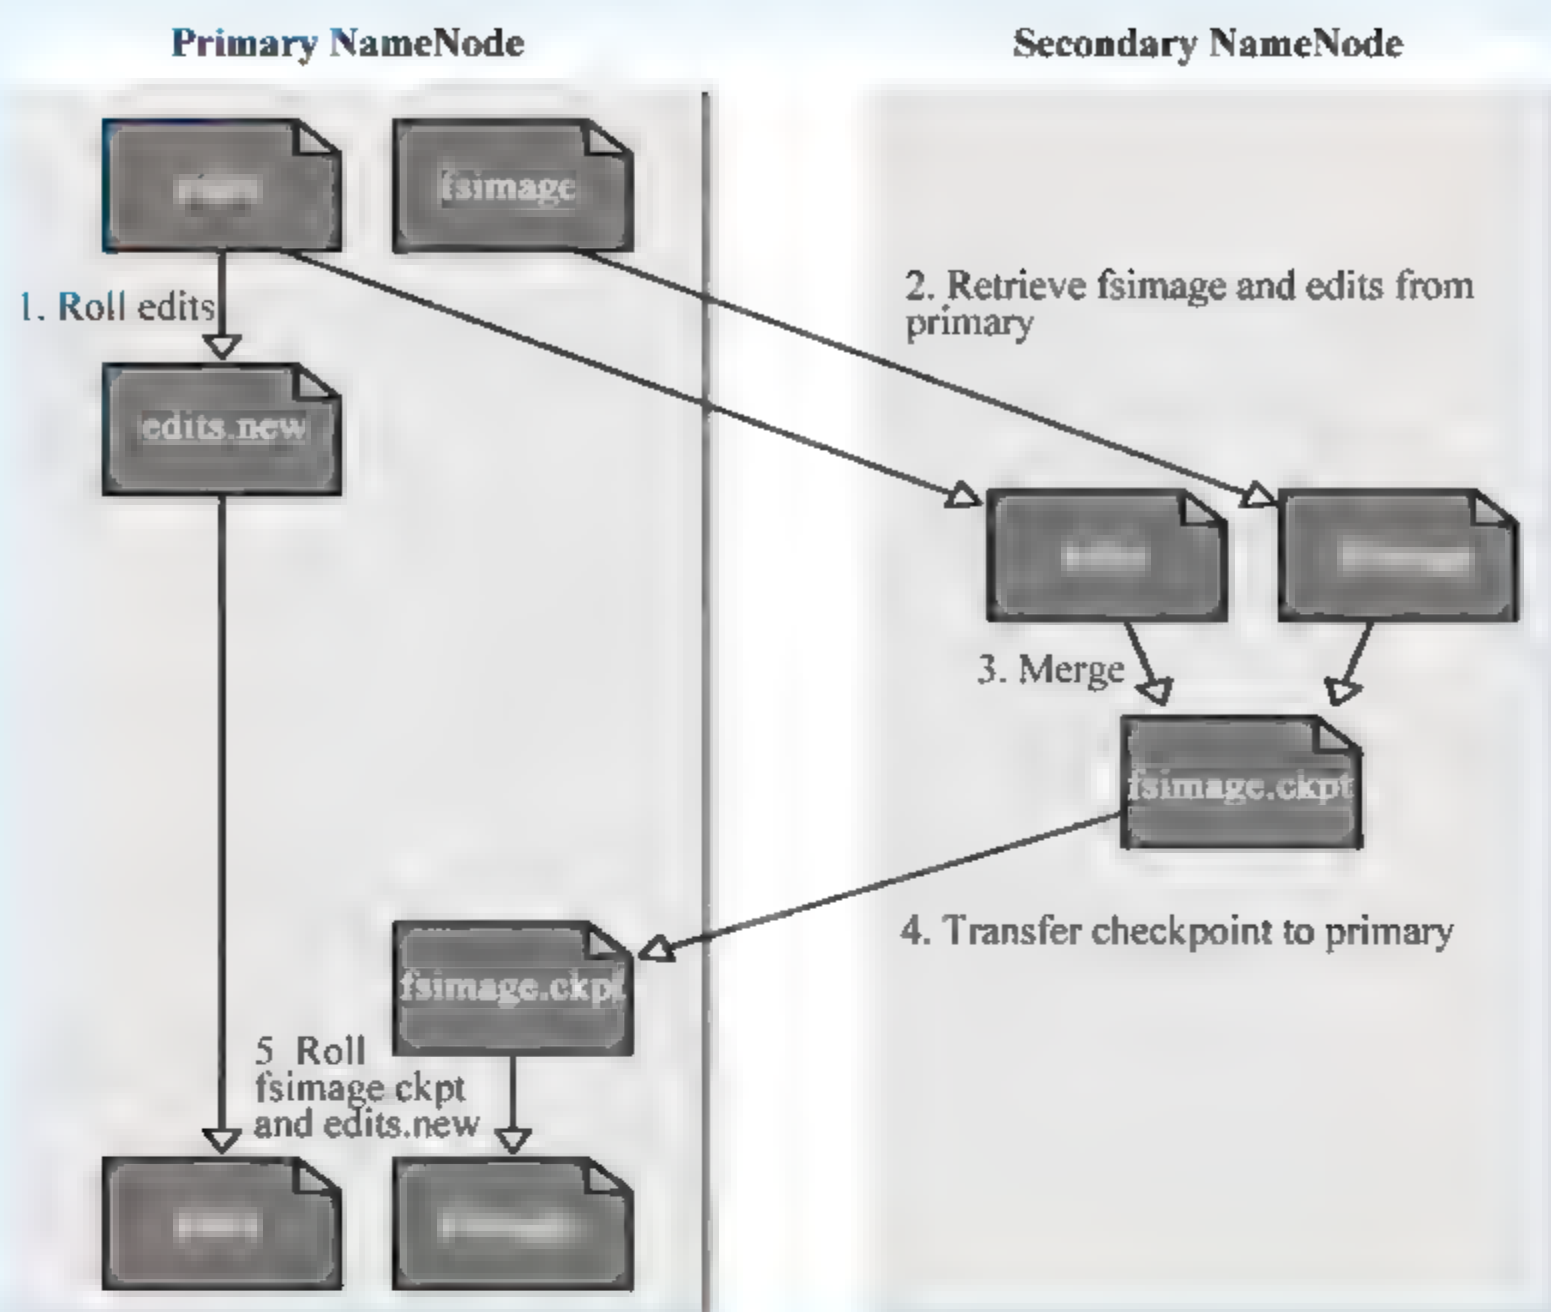 Primary NameNode
Secondary NameNode
fsimage
1. Roll edits
2. Retrieve fsimage and edits from
primary
edits.new
3. Merge
fsimage.ckpt
4. Transfer checkpoint to primary
fsimage.ckpt
5 Roll
fsimage ckpt
and edits.new